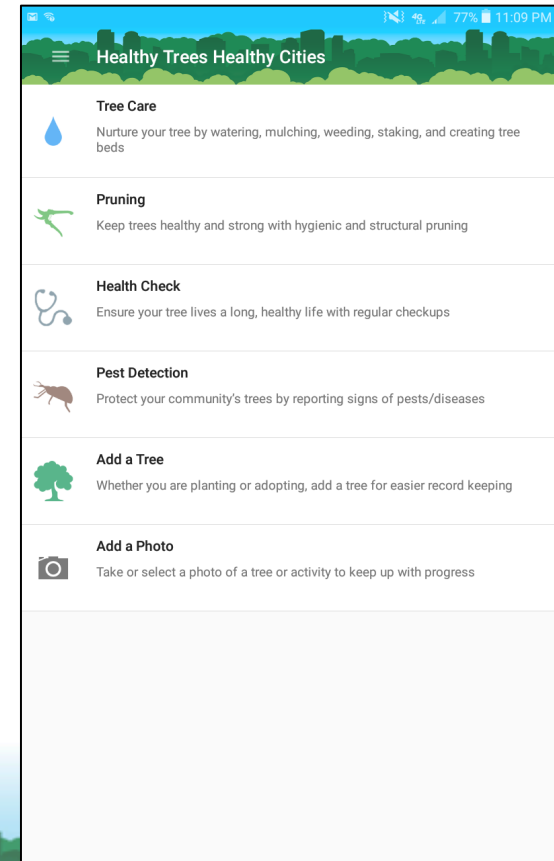 77% 11:09 PM
Healthy Trees Healthy Cities
Tree Care
Nurture your tree by watering, mulching, weeding, staking, and creating tree
beds
Pruning
Keep trees healthy and strong with hygienic and structural pruning
Health Check
Ensure your tree lives a long, healthy life with regular checkups
Pest Detection
Protect your community's trees by reporting signs of pests/diseases
Add a Tree
Whether you are planting or adopting, add a tree for easier record keeping
Add a Photo
Take or select a photo of a tree or activity to keep up with progress